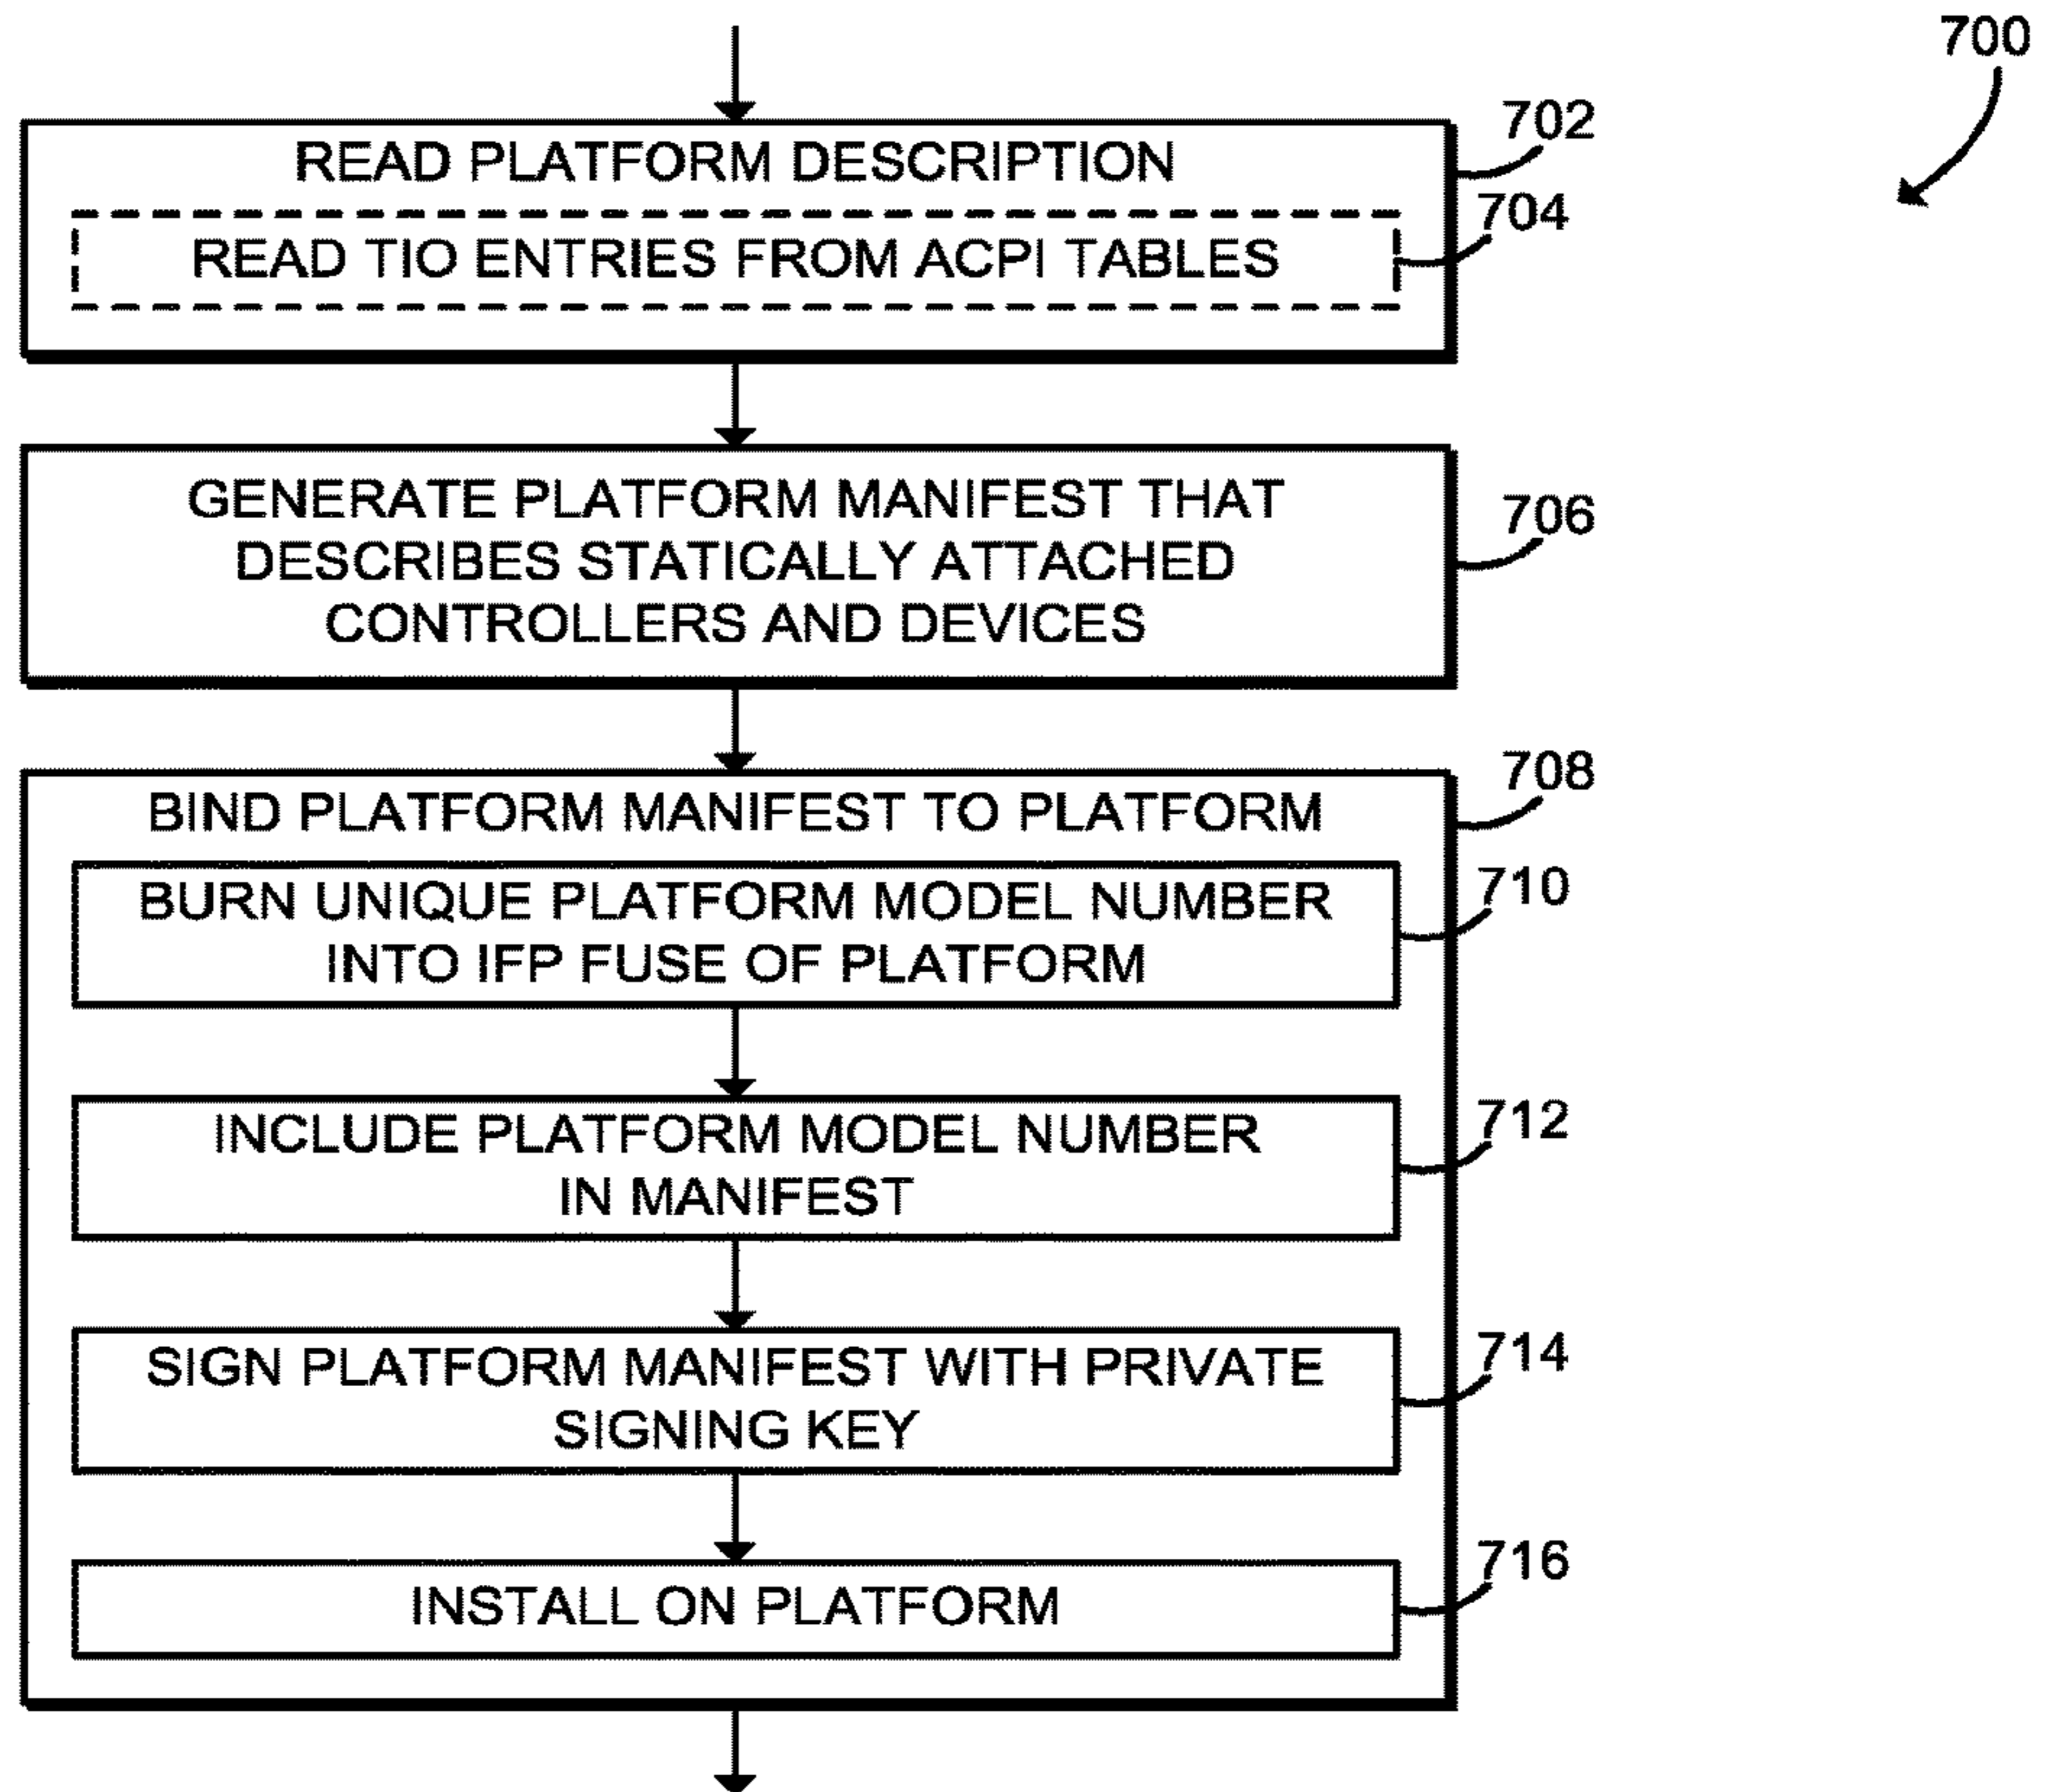 700
702
READ PLATFORM DESCRIPTION
704
READ TIO ENTRIES FROM ACPI TABLES
GENERATE PLATFORM MANIFEST THAT
706
DESCRIBES STATICALLY ATTACHED
CONTROLLERS AND DEVICES
708
BIND PLATFORM MANIFEST TO PLATFORM
710
BURN UNIQUE PLATFORM MODEL NUMBER
INTO IFP FUSE OF PLATFORM
712
INCLUDE PLATFORM MODEL NUMBER
IN MANIFEST
714
SIGN PLATFORM MANIFEST WITH PRIVATE
SIGNING KEY
716
INSTALL ON PLATFORM